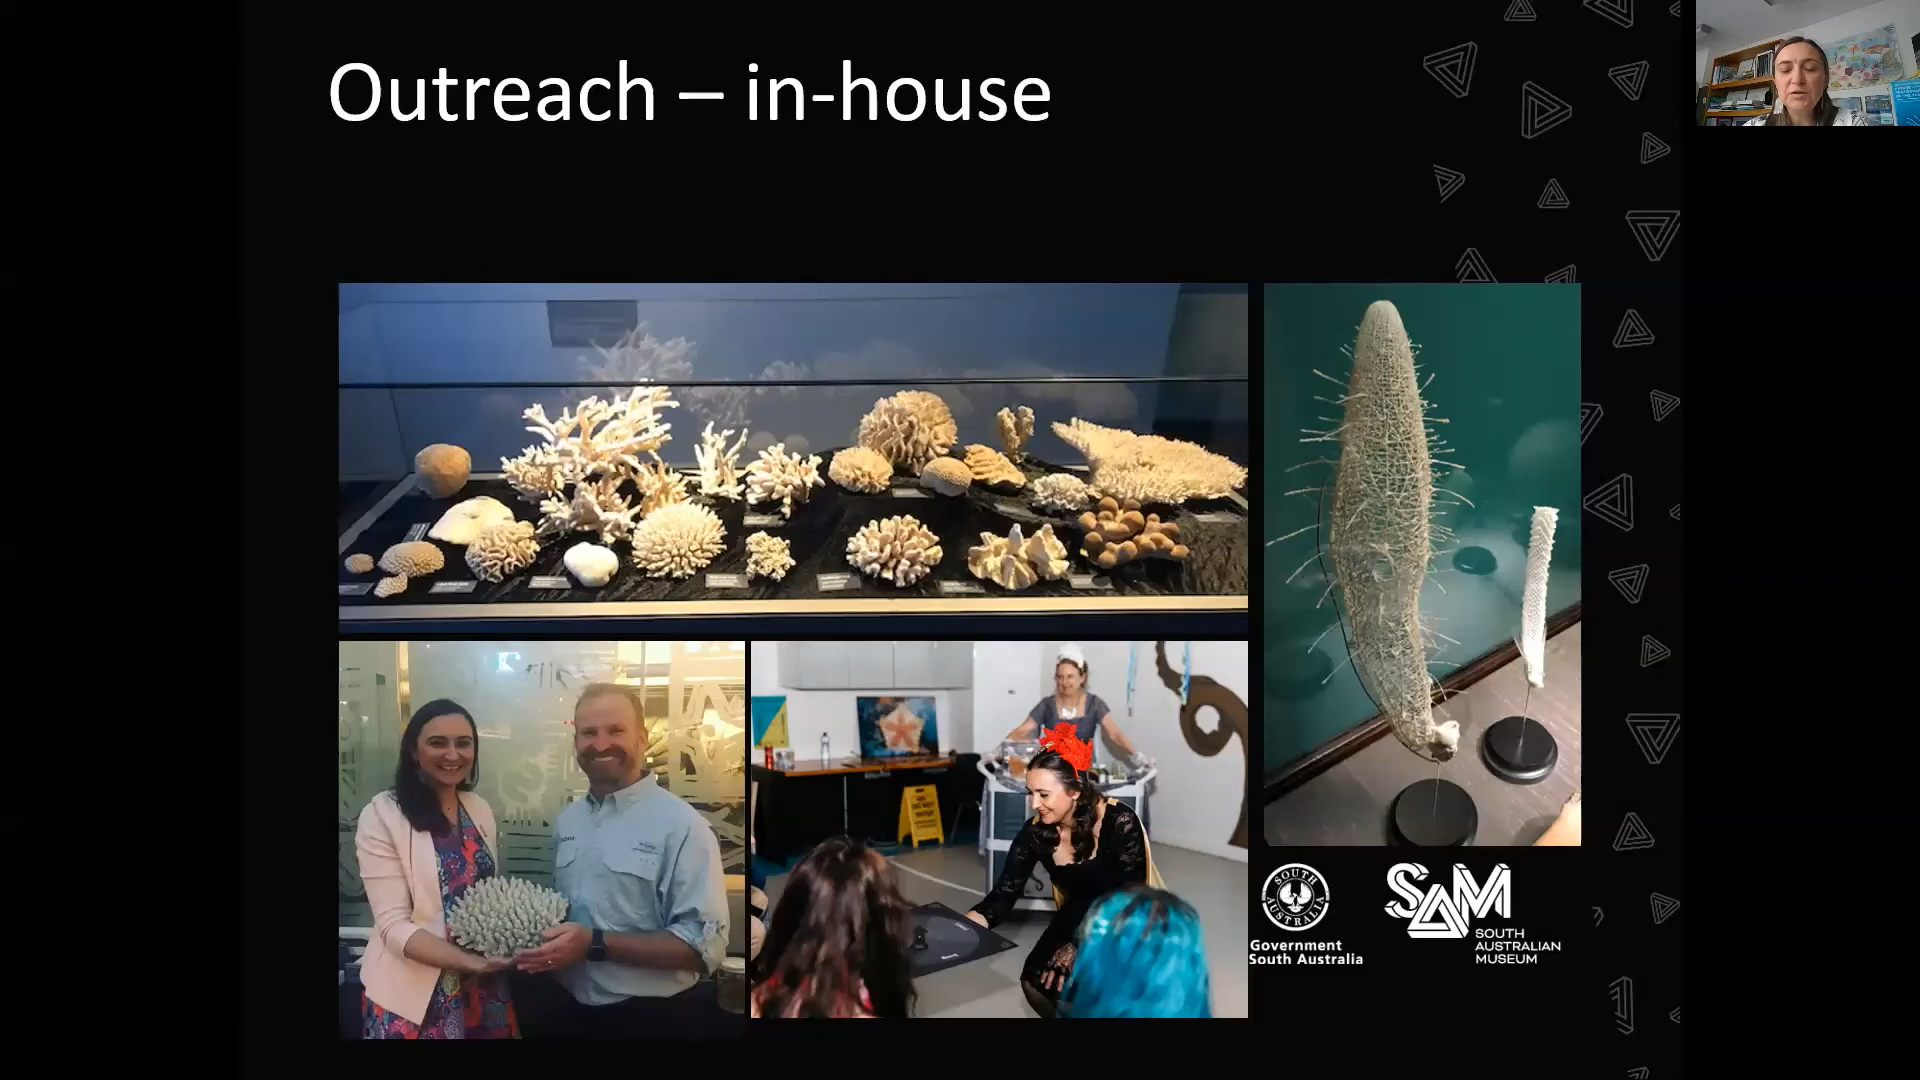 Outreach – in-house
SOUTH
AUSTRALIA
Government
South Australia
SAM
SOUTH
AUSTRALIAN
MUSEUM